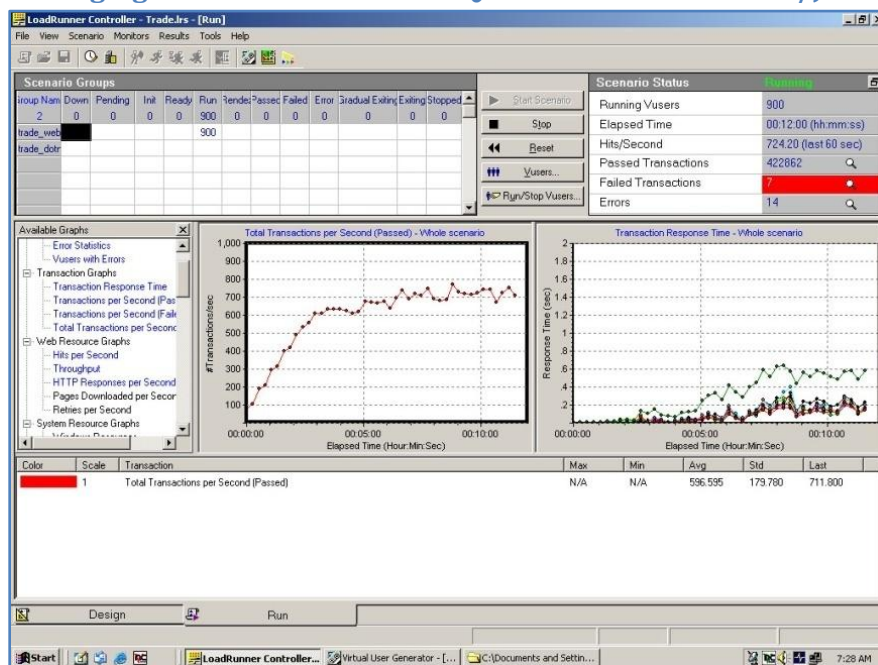 LoadRunner Controller - Trade.lrs - [Run]
File View Scenario Monitors Results Tools Help
Scenario Groups
Group Nam Down Pending Init Ready Run Rendez Passed Failed Error Gradual Exiting Exiting Stopped
2 0 0 0 0 900 0 0 0 0 0 0 0
trade_web 900
trade_dotr
Start Scenario
Stop
Reset
Vusers...
Run/Stop Vusers...
Scenario Status Running
Running Vusers 900
Elapsed Time 00:12:00 (hh:mm:ss)
Hits/Second 724.20 (last 60 sec)
Passed Transactions 422862
Failed Transactions 7
Errors 14
Available Graphs
Error Statistics
Vusers with Errors
Transaction Graphs
Transaction Response Time
Transactions per Second (Pas
Transactions per Second (Faile
Total Transactions per Second
Web Resource Graphs
Hits per Second
Throughput
HTTP Responses per Second
Pages Downloaded per Secor
Retries per Second
System Resource Graphs
Total Transactions per Second (Passed) - Whole scenario
#Transactions/sec
1,000
900
800
700
600
500
400
300
200
100
00:00:00 00:05:00 00:10:00
Elapsed Time (Hour:Min:Sec)
Transaction Response Time - Whole scenario
Response Time (sec)
2
1.8
1.6
1.4
1.2
1
.8
.6
.4
.2
00:00:00 00:05:00 00:10:00
Elapsed Time (Hour:Min:Sec)
Color Scale Transaction Max Min Avg Std Last
1 Total Transactions per Second (Passed) N/A N/A 596.595 179.780 711.800
Design Run
Start LoadRunner Controller... Virtual User Generator - [... C:\Documents and Settin... 7:28 AM